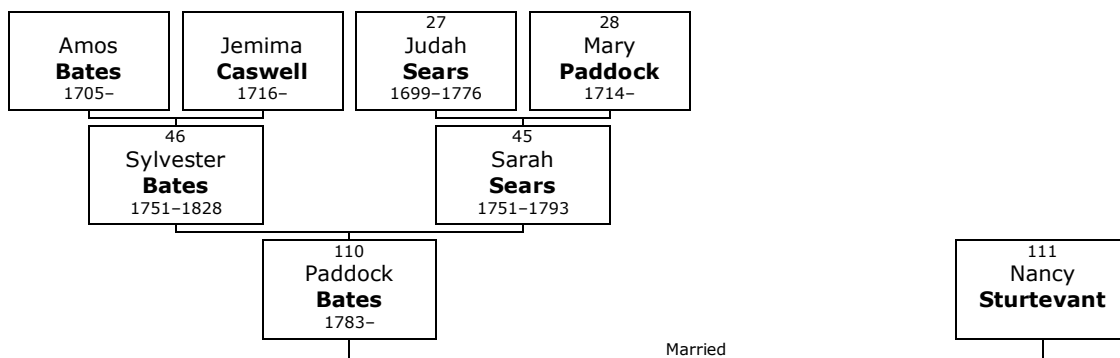 Amos
Bates
1705–
Jemima
Caswell
1716–
27
Judah
Sears
1699–1776
28
Mary
Paddock
1714–
46
Sylvester
Bates
1751–1828
45
Sarah
Sears
1751–1793
110
Paddock
Bates
1783–
111
Nancy
Sturtevant
Married